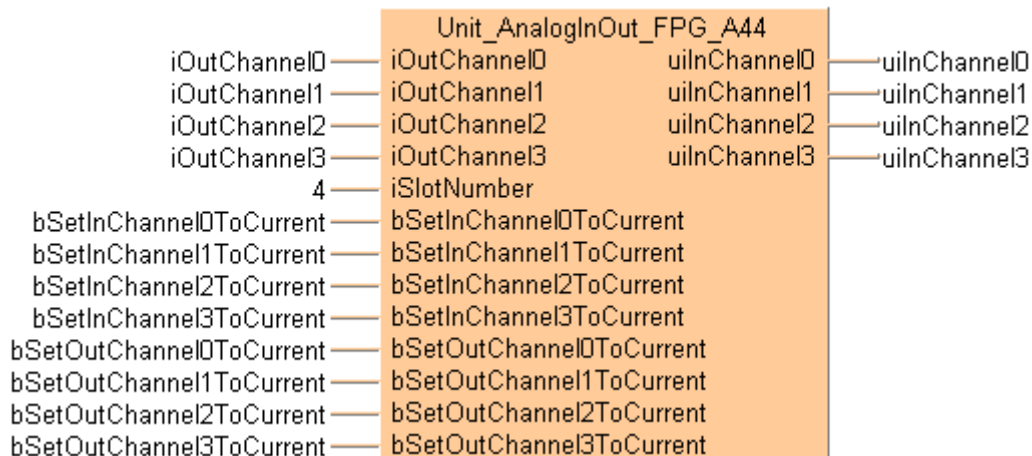 Unit_AnalogInOut_FPG_A44
iOutChannel0 iOutChannel0 uiInChannel0 uiInChannel0
iOutChannel1 iOutChannel1 uiInChannel1 uiInChannel1
iOutChannel2 iOutChannel2 uiInChannel2 uiInChannel2
iOutChannel3 iOutChannel3 uiInChannel3 uiInChannel3
4 iSlotNumber
bSetInChannel0ToCurrent bSetInChannel0ToCurrent
bSetInChannel1ToCurrent bSetInChannel1ToCurrent
bSetInChannel2ToCurrent bSetInChannel2ToCurrent
bSetInChannel3ToCurrent bSetInChannel3ToCurrent
bSetOutChannel0ToCurrent bSetOutChannel0ToCurrent
bSetOutChannel1ToCurrent bSetOutChannel1ToCurrent
bSetOutChannel2ToCurrent bSetOutChannel2ToCurrent
bSetOutChannel3ToCurrent bSetOutChannel3ToCurrent